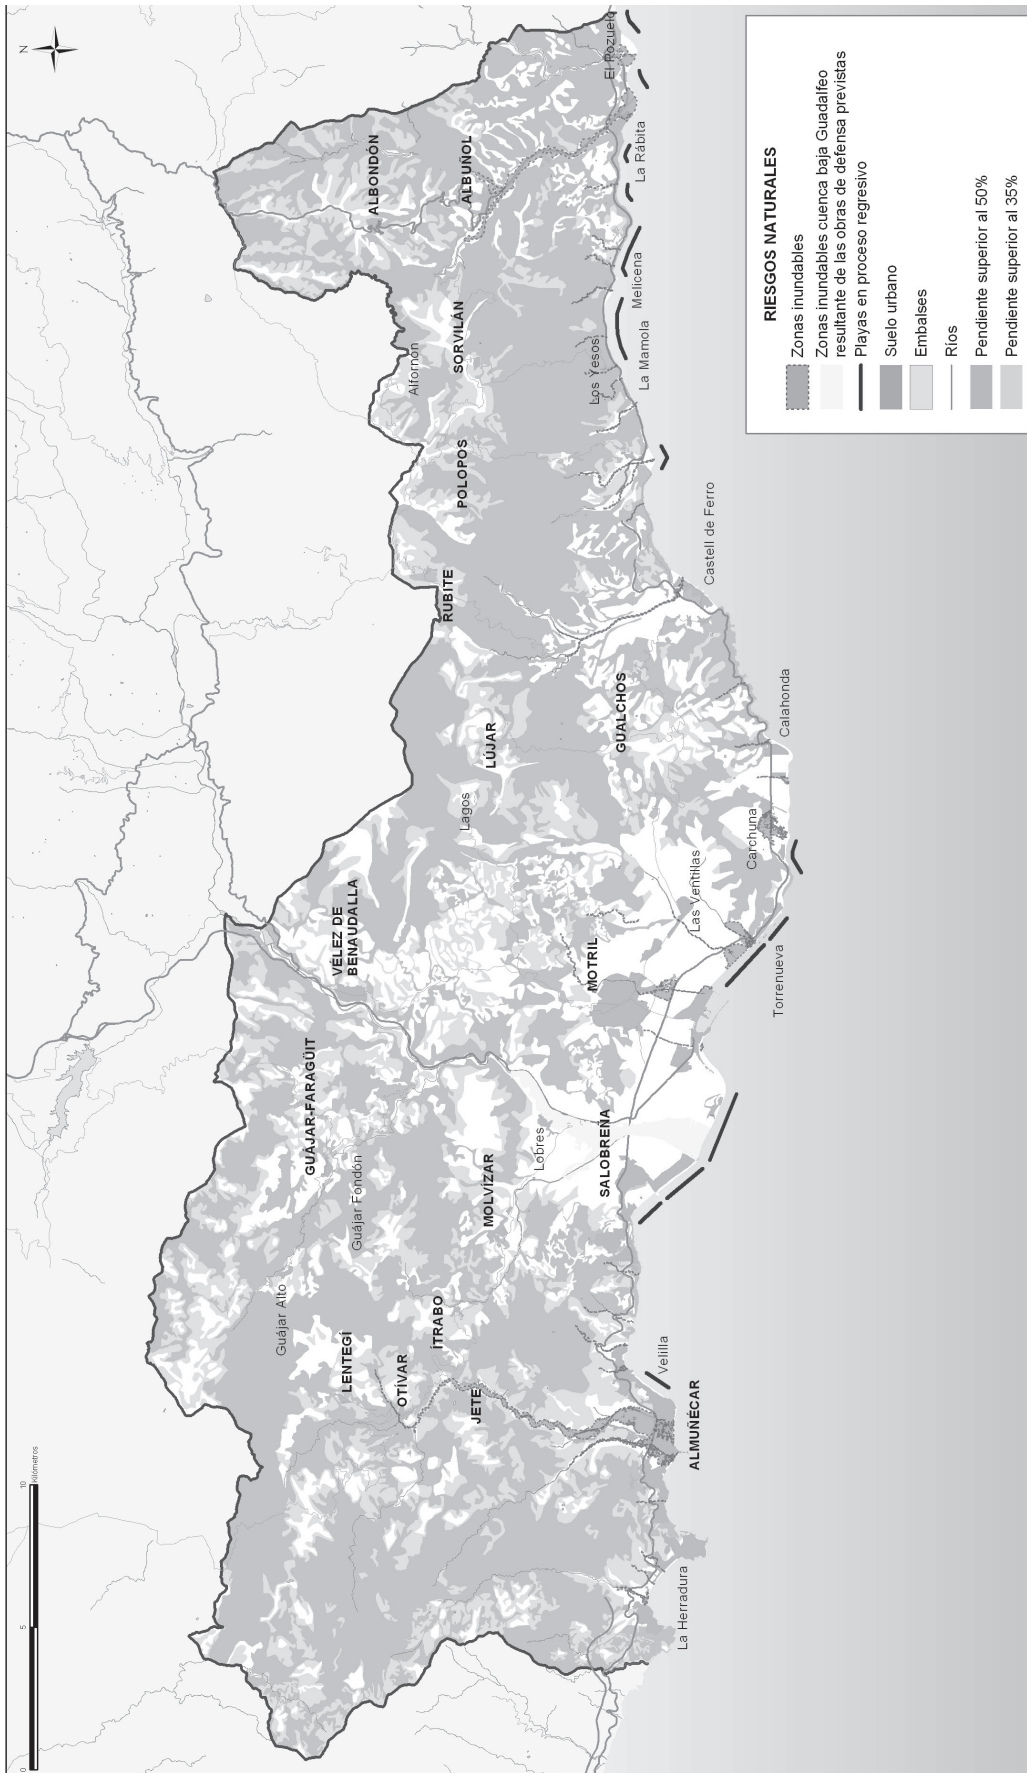 N
0
5
10
Kilómetros
RIESGOS NATURALES
Zonas inundables
Zonas inundables cuenca baja Guadalfeo
resultante de las obras de defensa previstas
Playas en proceso regresivo
Suelo urbano
Embalses
Ríos
Pendiente superior al 50%
Pendiente superior al 35%
GUÁJAR-FARAGÜIT
Guájar Alto
Guájar Fondón
VÉLEZ DE
BENAUDALLA
LENTEGÍ
OTÍVAR
ÍTRABO
JETE
MOLVÍZAR
Lobres
SALOBREÑA
MOTRIL
Velilla
ALMUÑÉCAR
La Herradura
Lagos
LÚJAR
GUALCHOS
Las Ventillas
Carchuna
Torrenueva
Calahonda
Castell de Ferro
RUBITE
POLOPOS
Alfornón
SORVILÁN
Los Yesos
La Mamola
Melicena
ALBONDÓN
ALBUÑOL
La Rábita
El Pozuelo